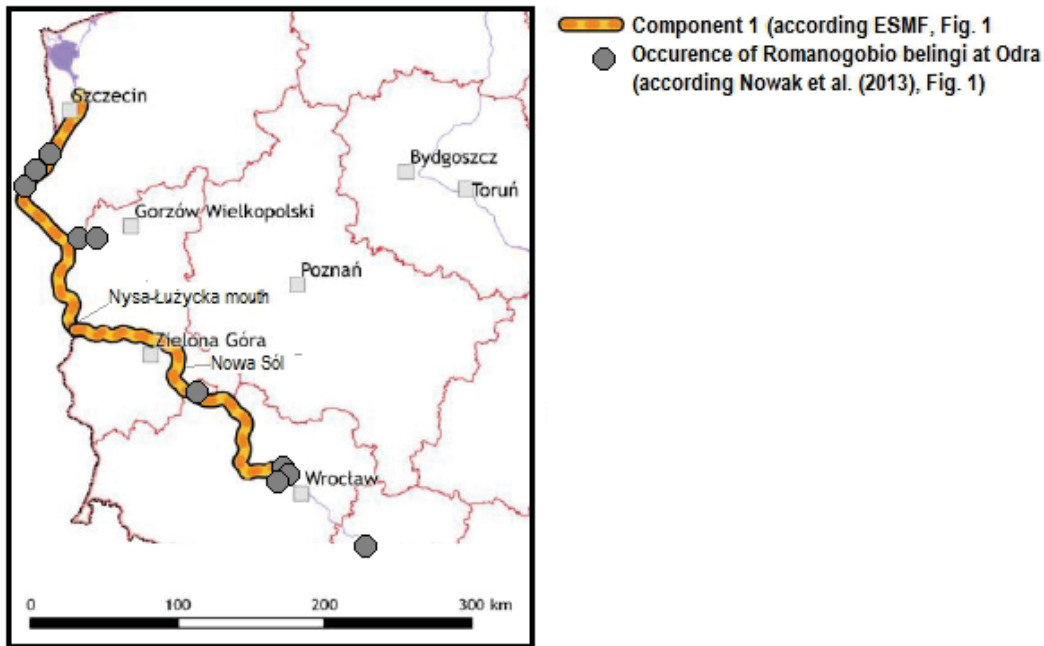 Component 1 (according ESMF, Fig. 1
Occurence of Romanogobio belingi at Odra
(according Nowak et al. (2013), Fig. 1)
Szczecin
Bydgoszcz
Toruń
Gorzów Wielkopolski
Poznań
Nysa-Łużycka mouth
Zielona Góra
Nowa Sól
Wrocław
0 100 200 300 km